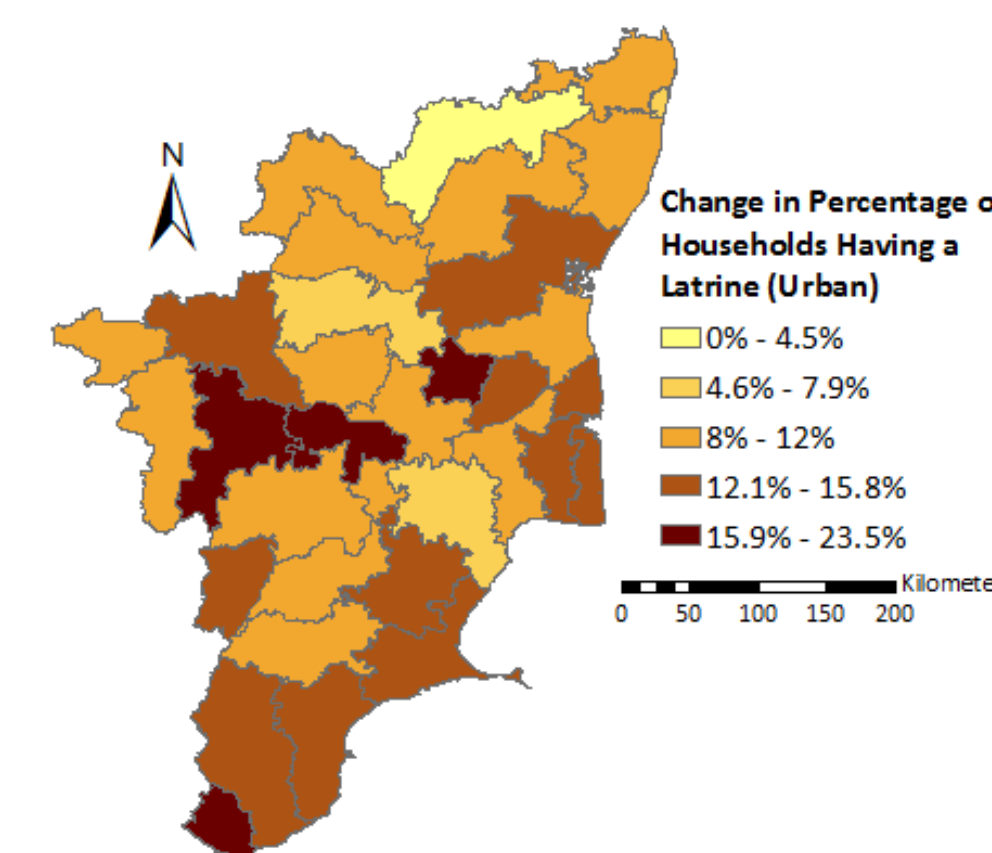 N
Change in Percentage o
Households Having a
Latrine (Urban)
0% - 4.5%
4.6% - 7.9%
8% - 12%
12.1% - 15.8%
15.9% - 23.5%
Kilomete
0 50 100 150 200